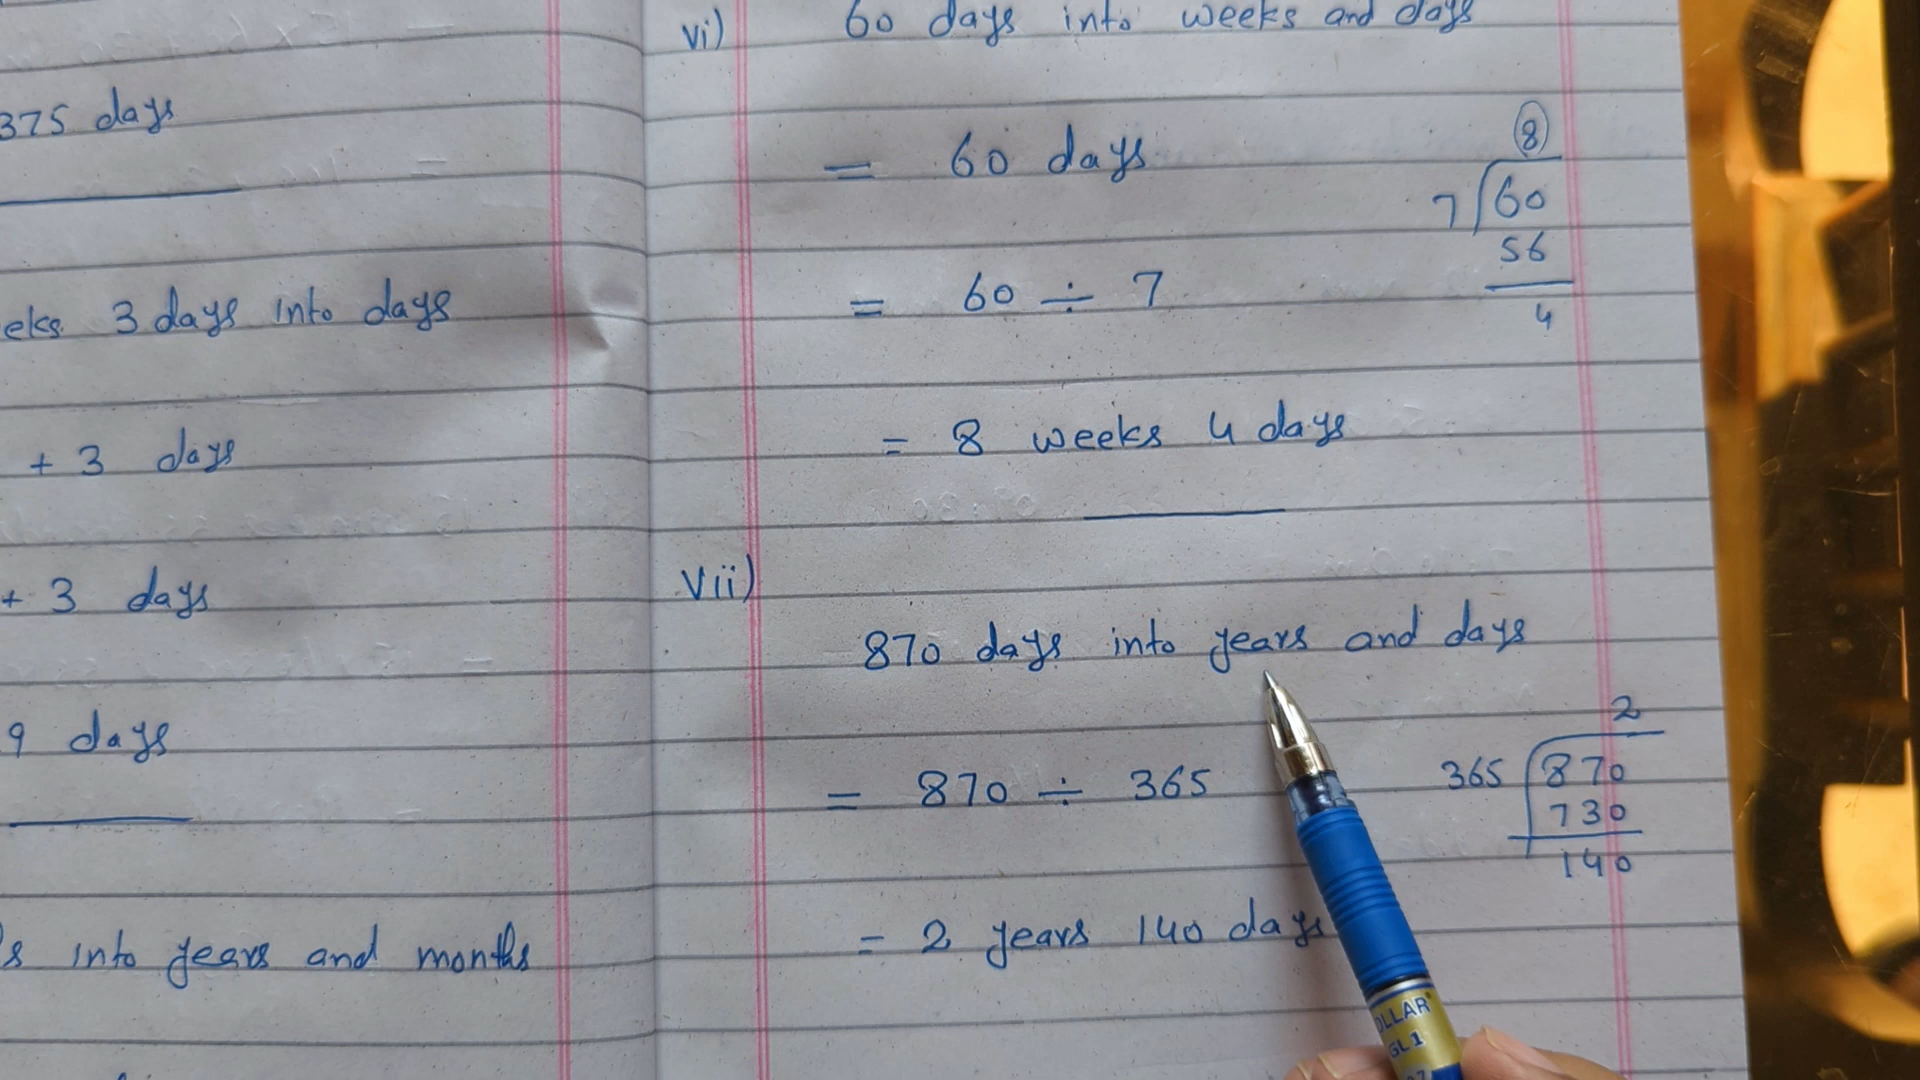 375 days
eks 3 days into days
+ 3 days
+ 3 days
9 days
s into years and months
vi) 60 days into weeks and days
= 60 days
= 60 ÷ 7
= 8 weeks 4 days
8
7 60
56
4
vii)
870 days into years and days
= 870 ÷ 365
= 2 years 140 days
2
365 870
730
140
OLLAR
GL1